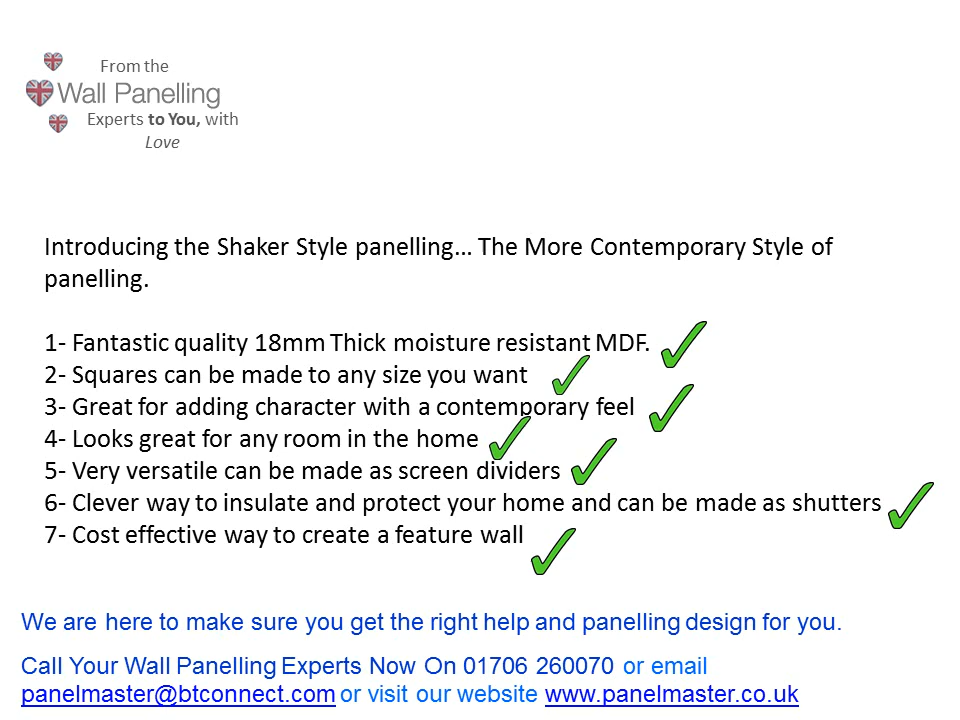 From the
Wall Panelling
Experts to You, with
Love
Introducing the Shaker Style panelling... The More Contemporary Style of
panelling.
1- Fantastic quality 18mm Thick moisture resistant MDF.
2- Squares can be made to any size you want
3- Great for adding character with a contemporary feel
4- Looks great for any room in the home
5- Very versatile can be made as screen dividers
6- Clever way to insulate and protect your home and can be made as shutters
7- Cost effective way to create a feature wall
We are here to make sure you get the right help and panelling design for you.
Call Your Wall Panelling Experts Now On 01706 260070 or email
panelmaster@btconnect.com or visit our website www.panelmaster.co.uk